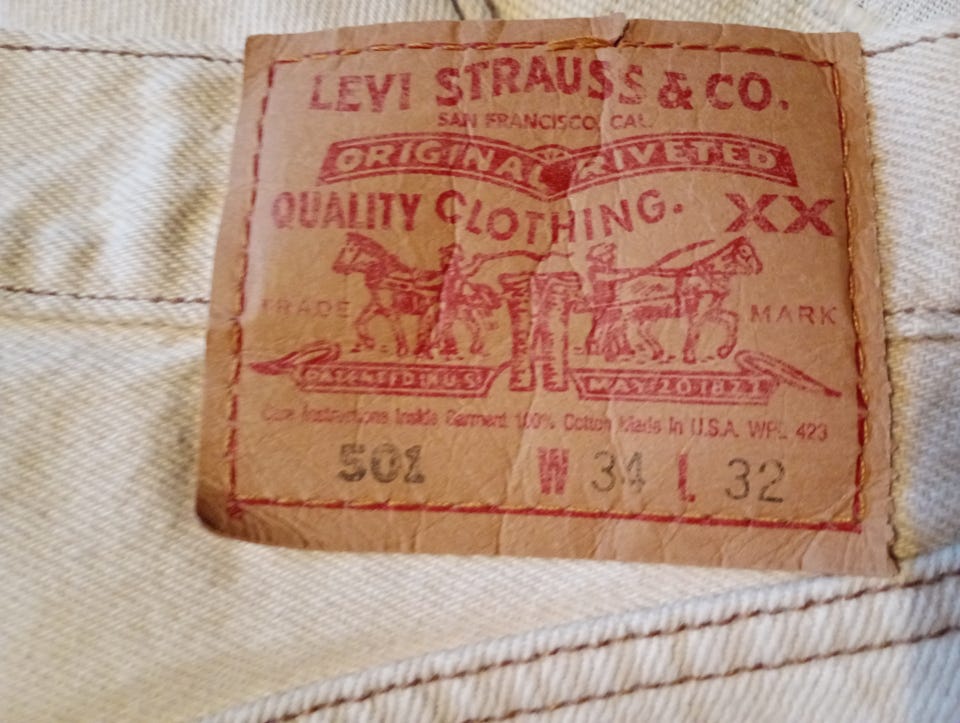 LEVI STRAUSS & CO.
SAN FRANCISCO, CAL.
ORIGINAL RIVETED
QUALITY CLOTHING. XX
TRADE MARK
PATENTED IN U.S. MAY 20 1873
Care Instructions Inside Garment 100% Cotton Made In U.S.A. WPL 423
501 W 34 L 32